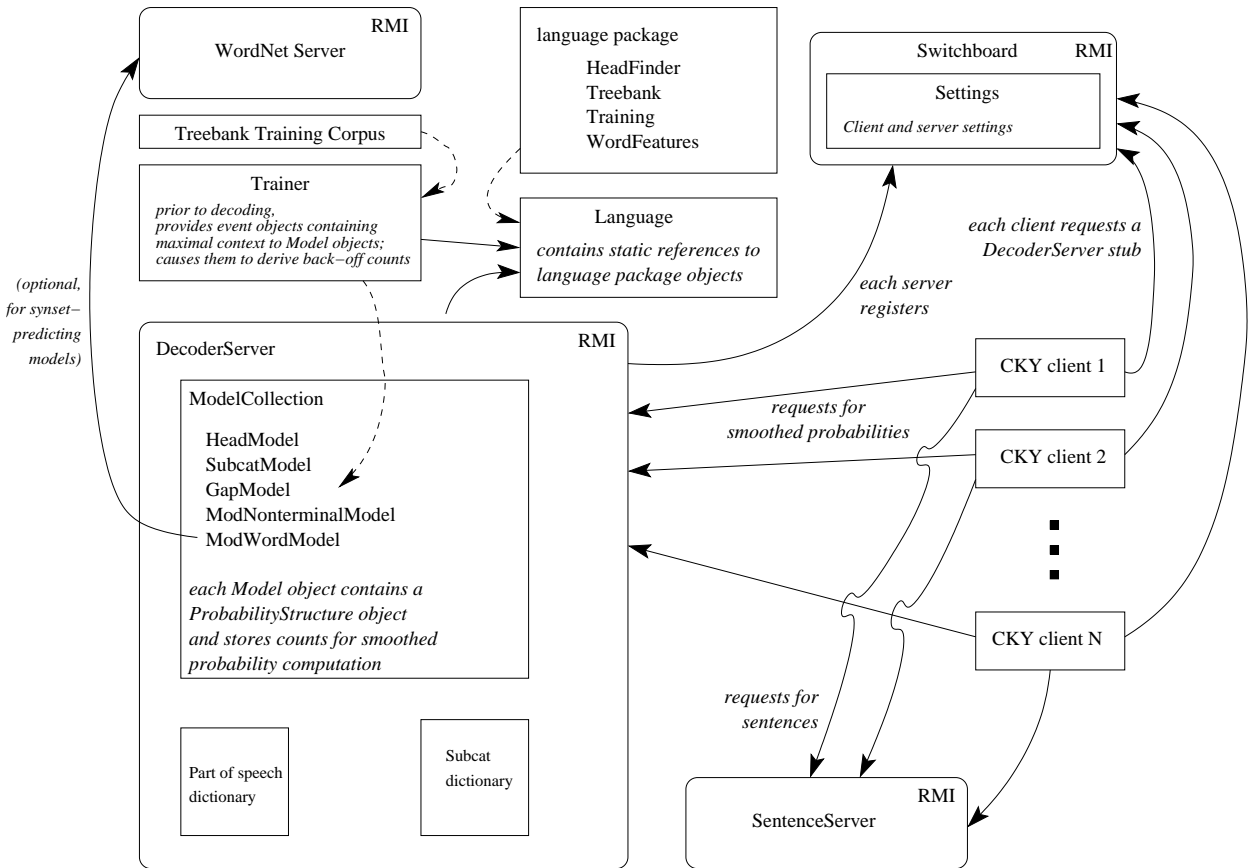 RMI
WordNet Server
Treebank Training Corpus
Trainer
prior to decoding,
provides event objects containing
maximal context to Model objects;
causes them to derive back−off counts
(optional,
for synset−
predicting
models)
language package
HeadFinder
Treebank
Training
WordFeatures
Language
contains static references to
language package objects
Switchboard
RMI
Settings
Client and server settings
each client requests a
DecoderServer stub
each server
registers
RMI
DecoderServer
ModelCollection
HeadModel
SubcatModel
GapModel
ModNonterminalModel
ModWordModel
each Model object contains a
ProbabilityStructure object
and stores counts for smoothed
probability computation
Part of speech
dictionary
Subcat
dictionary
requests for
smoothed probabilities
CKY client 1
CKY client 2
CKY client N
requests for
sentences
RMI
SentenceServer